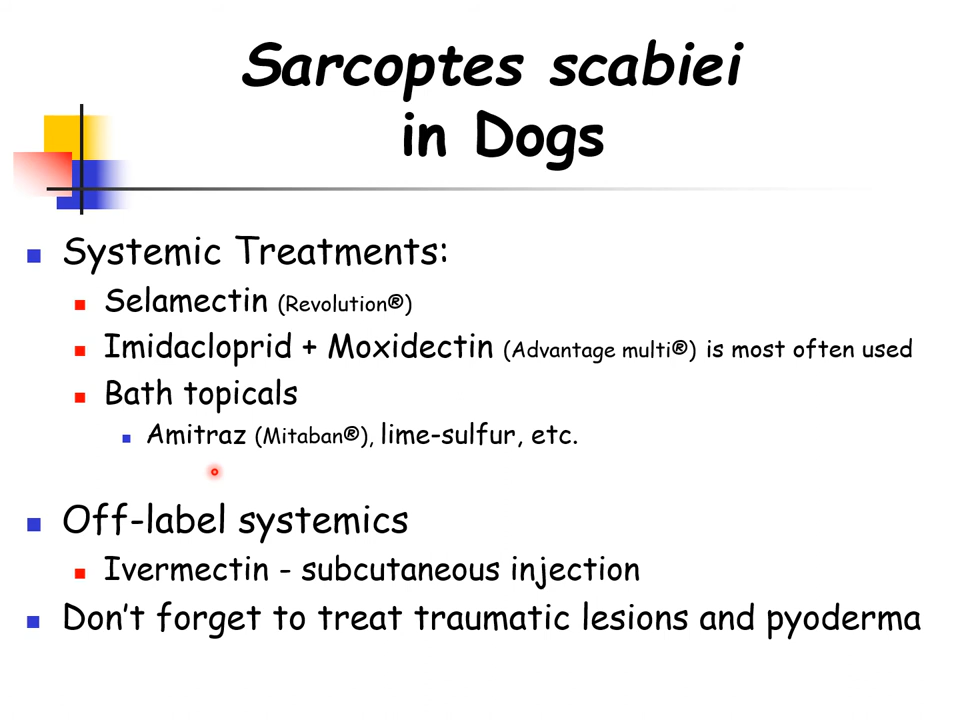 Sarcoptes scabiei
in Dogs
Systemic Treatments:
Selamectin (Revolution®)
Imidacloprid + Moxidectin (Advantage multi®) is most often used
Bath topicals
Amitraz (Mitaban®), lime-sulfur, etc.
Off-label systemics
Ivermectin - subcutaneous injection
Don’t forget to treat traumatic lesions and pyoderma